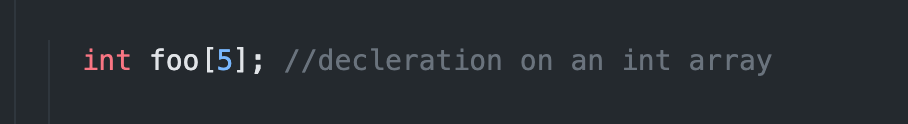 int foo[5]; //decleration on an int array